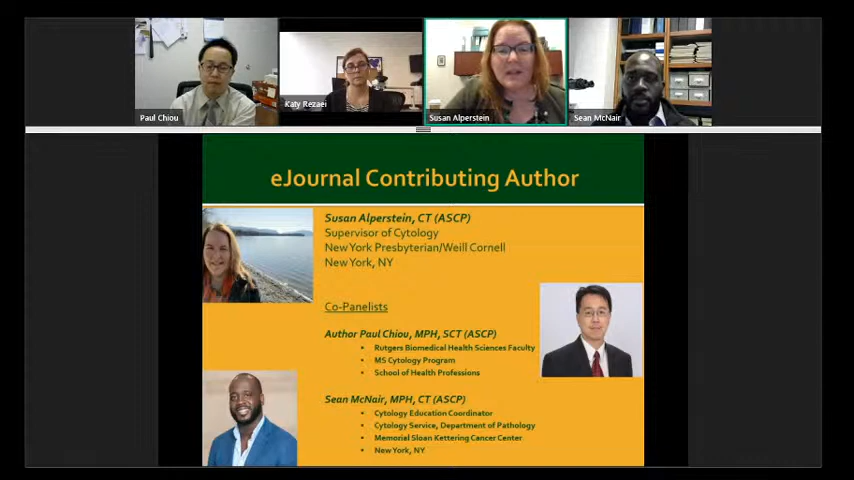 Paul Chiou
Katy Rezaei
Susan Alperstein
Sean McNair
eJournal Contributing Author
Susan Alperstein, CT (ASCP)
Supervisor of Cytology
New York Presbyterian/Weill Cornell
New York, NY
Co-Panelists
Author Paul Chiou, MPH, SCT (ASCP)
• Rutgers Biomedical Health Sciences Faculty
• MS Cytology Program
• School of Health Professions
Sean McNair, MPH, CT (ASCP)
• Cytology Education Coordinator
• Cytology Service, Department of Pathology
• Memorial Sloan Kettering Cancer Center
• New York, NY